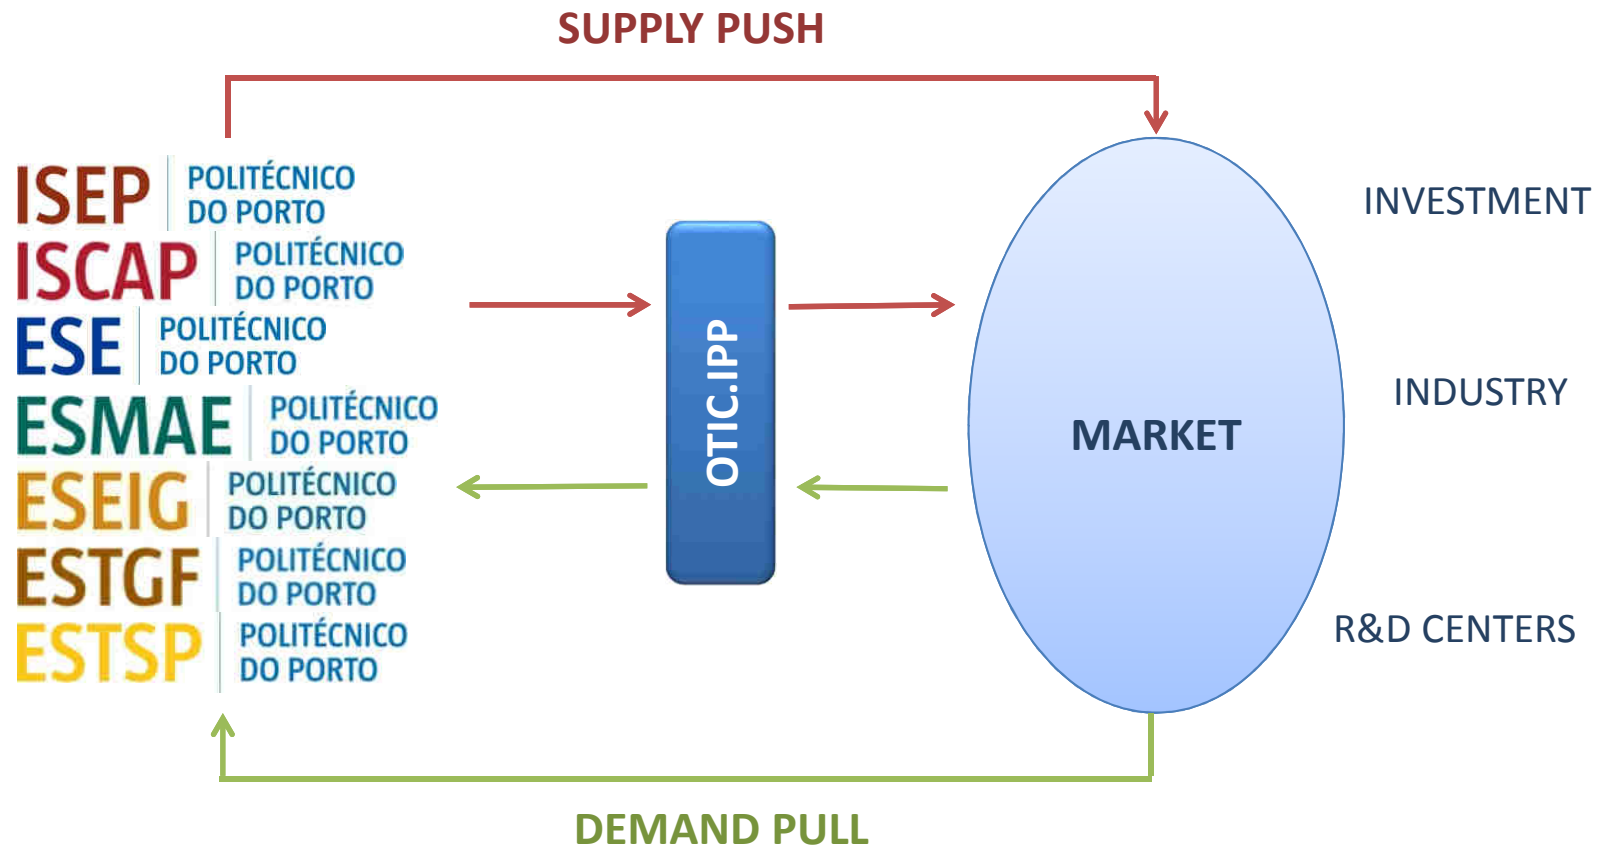 SUPPLY PUSH
ISEP
POLITÉCNICO
DO PORTO
ISCAP
POLITÉCNICO
DO PORTO
ESE
POLITÉCNICO
DO PORTO
ESMAE
POLITÉCNICO
DO PORTO
ESEIG
POLITÉCNICO
DO PORTO
ESTGF
POLITÉCNICO
DO PORTO
ESTSP
POLITÉCNICO
DO PORTO
OTIC.IPP
MARKET
INVESTMENT
INDUSTRY
R&D CENTERS
DEMAND PULL